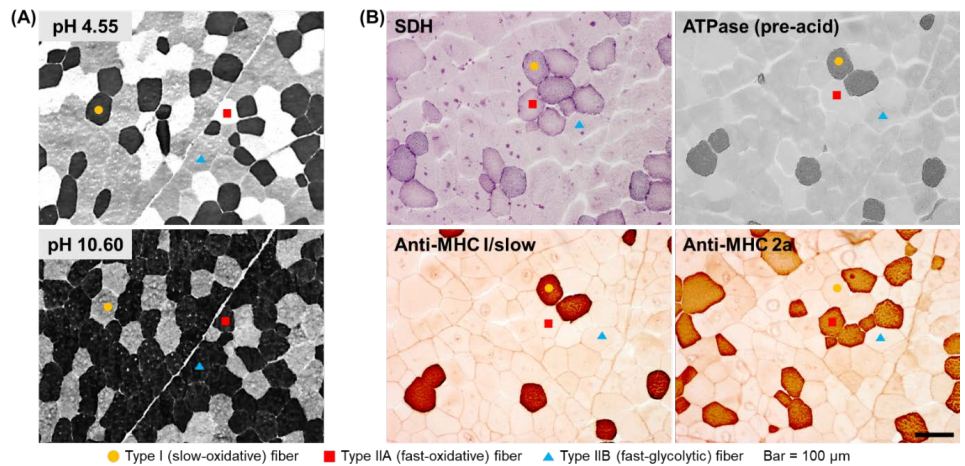 (A)
pH 4.55
pH 10.60
(B)
SDH
ATPase (pre-acid)
Anti-MHC I/slow
Anti-MHC 2a
Type I (slow-oxidative) fiber Type IIA (fast-oxidative) fiber Type IIB (fast-glycolytic) fiber Bar = 100 μm